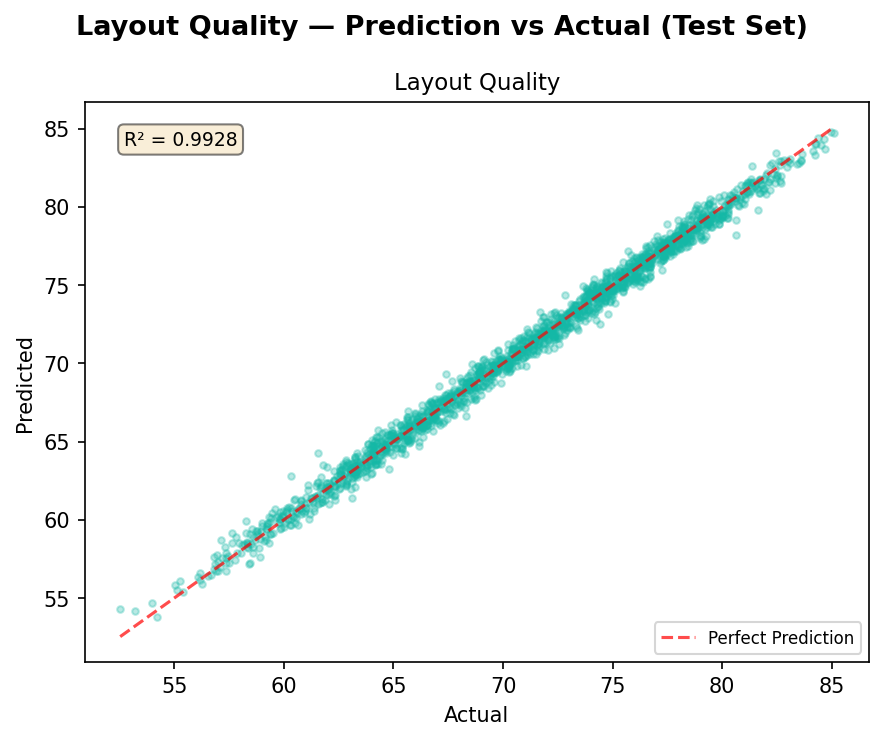 Layout Quality — Prediction vs Actual (Test Set)
Layout Quality
R² = 0.9928
85
80
75
70
65
60
55
Predicted
Perfect Prediction
55 60 65 70 75 80 85
Actual